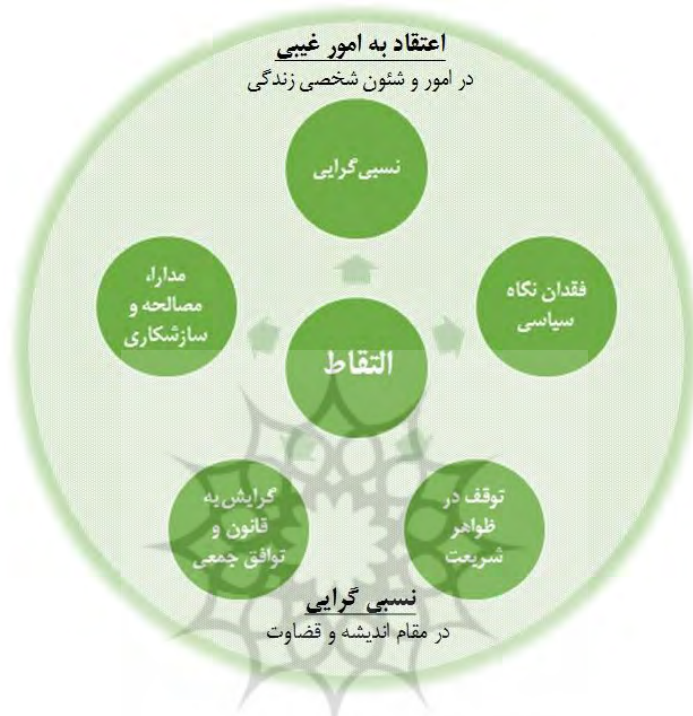 اعتقاد به امور غیبی
در امور و شئون شخصی زندگی
نسبی‌گرایی
فقدان نگاه
سیاسی
مدارا،
مصالحه و
سازشکاری
التقاط
توقف در
ظواهر
شریعت
گرایش به
قانون و
توافق جمعی
نسبی گرایی
در مقام اندیشه و قضاوت